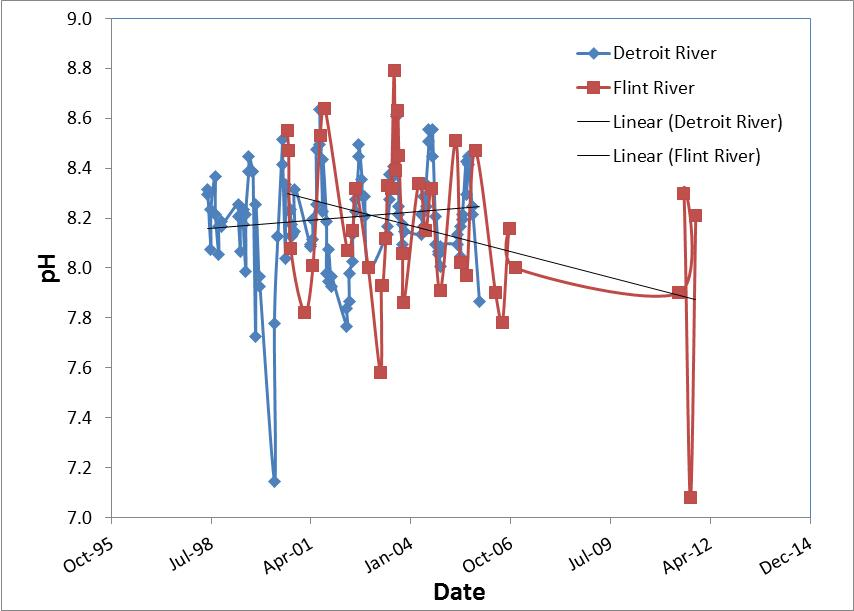 9.0
8.8
8.6
8.4
8.2
8.0
7.8
7.6
7.4
7.2
7.0
pH
Detroit River
Flint River
Linear (Detroit River)
Linear (Flint River)
Oct-95
Jul-98
Apr-01
Jan-04
Oct-06
Jul-09
Apr-12
Dec-14
Date